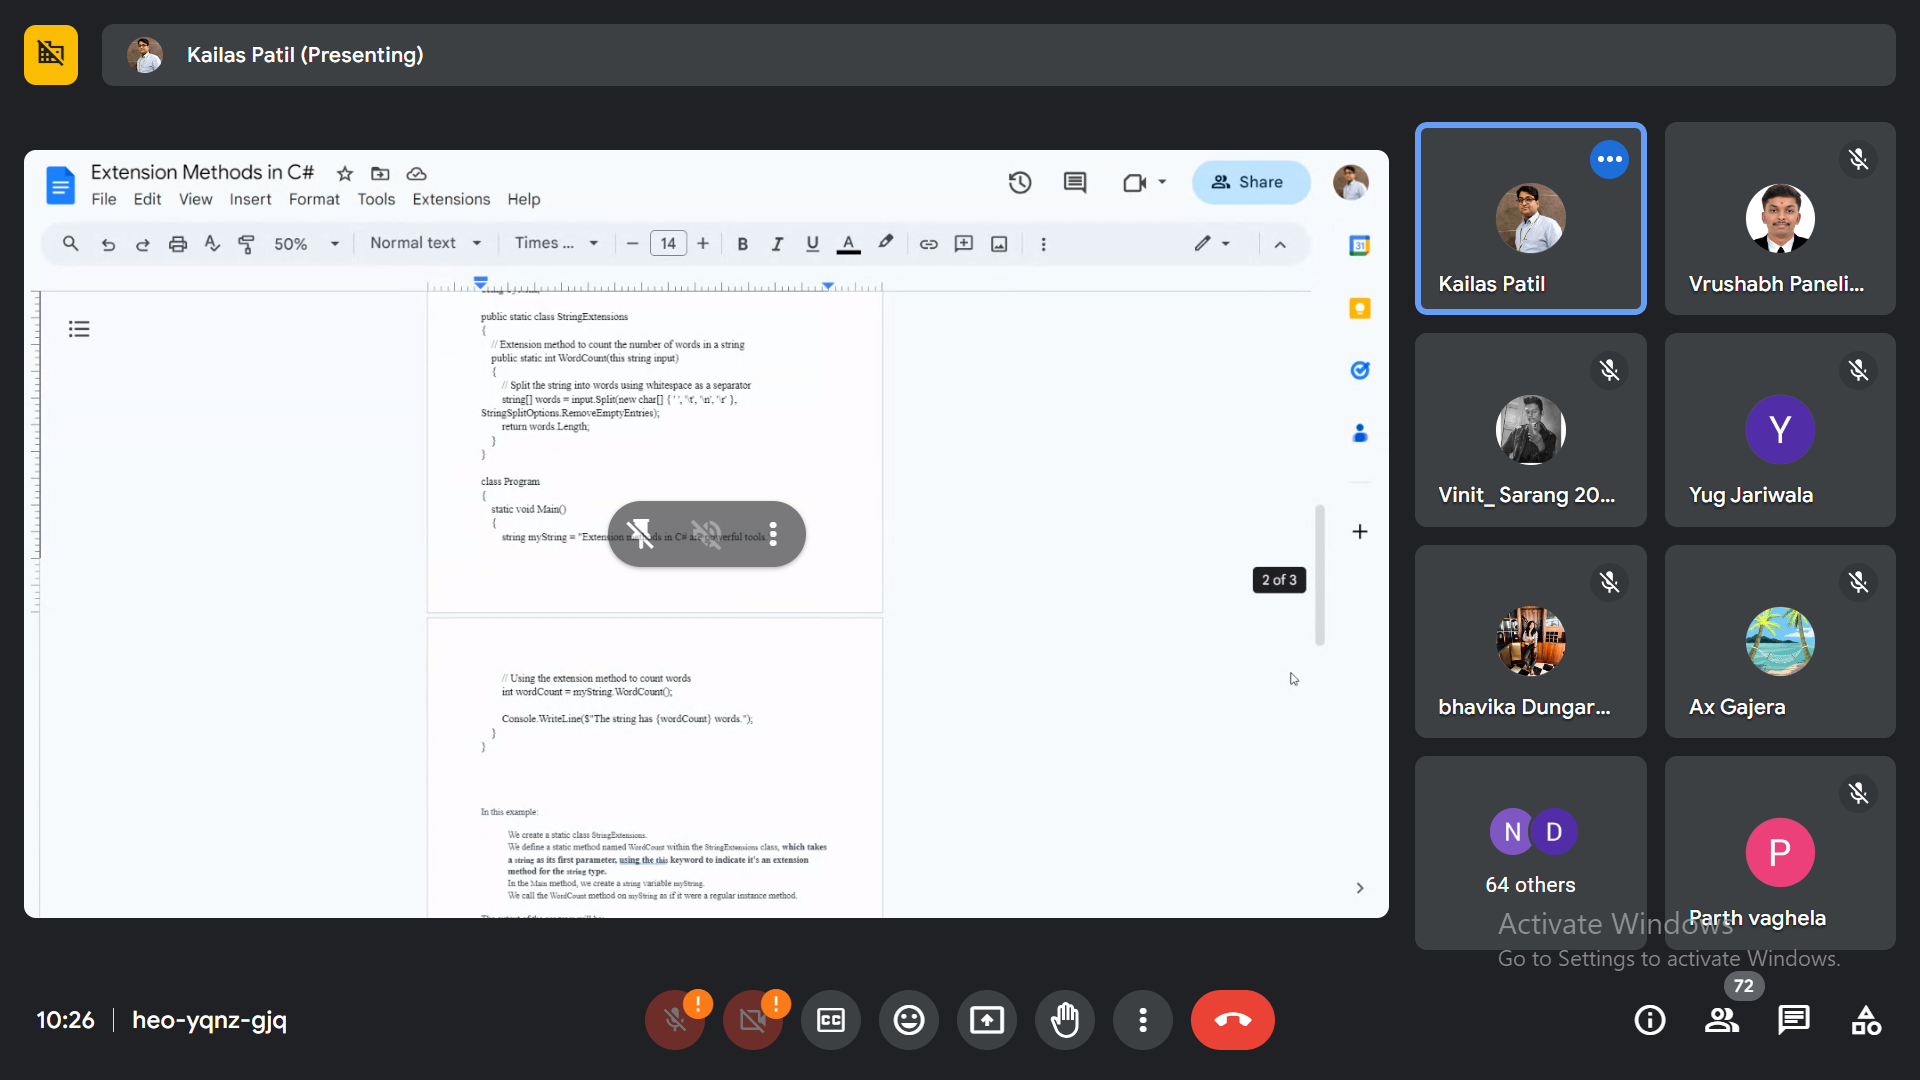 Kailas Patil (Presenting)
Extension Methods in C#
File Edit View Insert Format Tools Extensions Help
Share
50% Normal text Times ... 14
31
public static class StringExtensions
{
// Extension method to count the number of words in a string
public static int WordCount(this string input)
{
// Split the string into words using whitespace as a separator
string[] words = input.Split(new char[] { ' ', '\t', '\n', '\r' },
StringSplitOptions.RemoveEmptyEntries);
return words.Length;
}
}
class Program
{
static void Main()
{
string myString = "Extension methods in C# are powerful tools.
2 of 3
// Using the extension method to count words
int wordCount = myString.WordCount();
Console.WriteLine($"The string has {wordCount} words.");
}
}
In this example:
We create a static class StringExtensions.
We define a static method named WordCount within the StringExtensions class, which takes
a string as its first parameter, using the this keyword to indicate it's an extension
method for the string type.
In the Main method, we create a string variable myString.
We call the WordCount method on myString as if it were a regular instance method.
Kailas Patil
Vrushabh Paneli...
Vinit_ Sarang 20...
Y
Yug Jariwala
bhavika Dungar...
Ax Gajera
N D
64 others
P
Parth vaghela
Activate Windows
Go to Settings to activate Windows.
10:26 heo-yqnz-gjq
CC
72